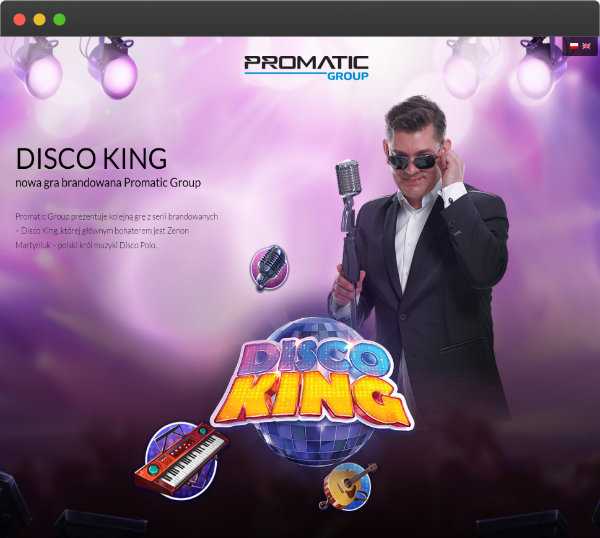 PROMATIC
GROUP
DISCO KING
nowa gra brandowana Promatic Group
Promatic Group prezentuje kolejną grę z serii brandowanych
– Disco King, której głównym bohaterem jest Zenon
Martyniuk – polski król muzyki Disco Polo.
DISCO
KING